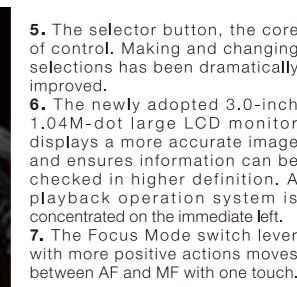 5. The selector button, the core
of control. Making and changing
selections has been dramatically
improved.
6. The newly adopted 3.0-inch
1.04M-dot large LCD monitor
displays a more accurate image
and ensures information can be
checked in higher definition. A
playback operation system is
concentrated on the immediate left.
7. The Focus Mode switch lever
with more positive actions moves
between AF and MF with one touch.